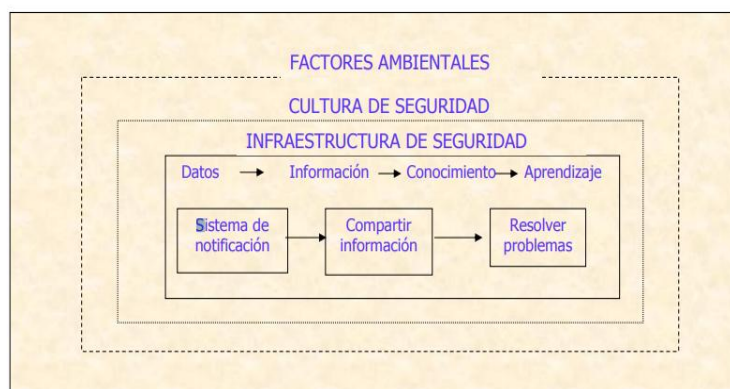 FACTORES AMBIENTALES
CULTURA DE SEGURIDAD
INFRAESTRUCTURA DE SEGURIDAD
Datos Información Conocimiento Aprendizaje
Sistema de
notificación
Compartir
información
Resolver
problemas